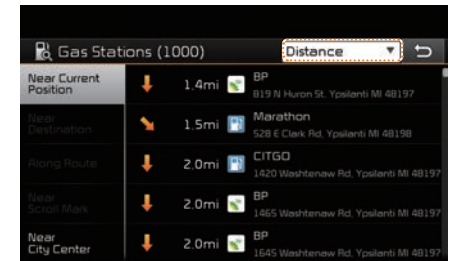 Gas Stations (1000)
Distance
Near Current
Position
1.4mi
BP
819 N Huron St. Ypsilanti MI 48197
Near
Destination
1.5mi
Marathon
528 E Clark Rd, Ypsilanti MI 48198
Along Route
2.0mi
CITGO
1420 Washtenaw Rd, Ypsilanti MI 48197
Near
Scroll Mark
2.0mi
BP
1465 Washtenaw Rd, Ypsilanti MI 48197
Near
City Center
2.0mi
BP
1645 Washtenaw Rd, Ypsilanti MI 48197